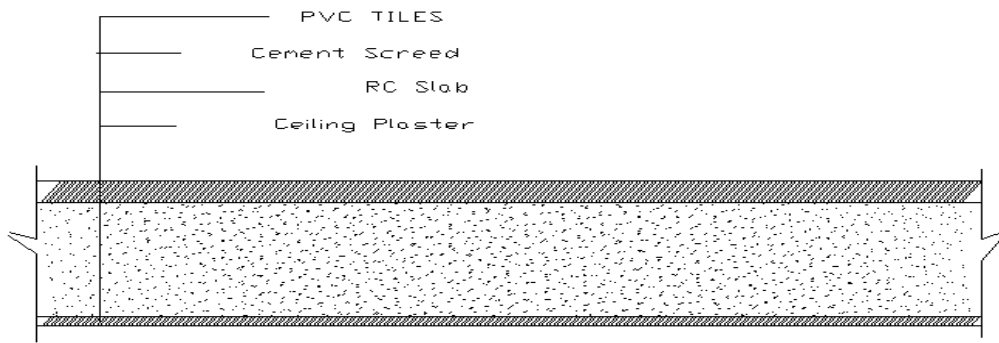 PVC TILES
Cement Screed
RC Slab
Ceiling Plaster